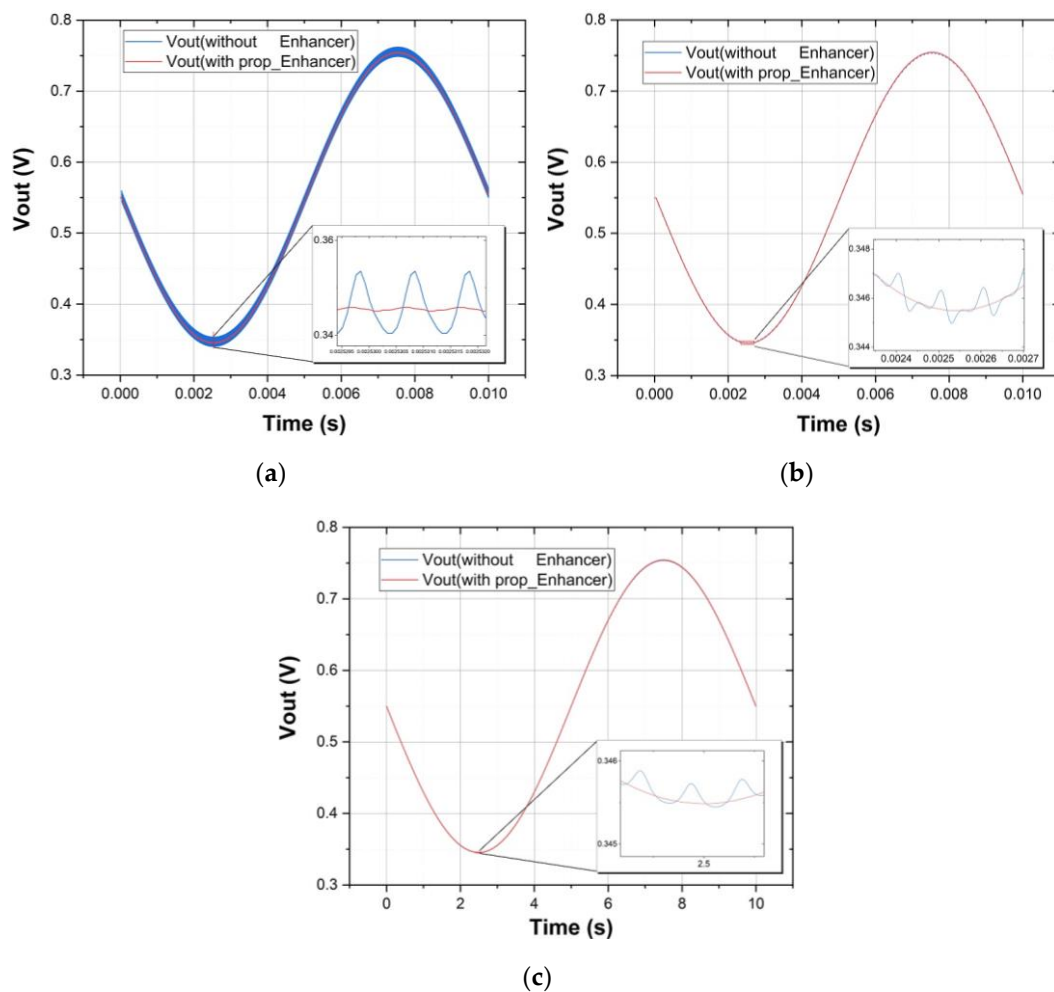 0.8
Vout(without Enhancer)
Vout(with prop_Enhancer)
0.7
0.6
Vout (V)
0.5
0.4
0.3
0.36
0.34
0.000 0.002 0.004 0.006 0.008 0.010
Time (s)
(a)
0.8
Vout(without Enhancer)
Vout(with prop_Enhancer)
0.7
0.6
Vout (V)
0.5
0.4
0.3
0.348
0.346
0.344
0.0024 0.0025 0.0026 0.0027
0.000 0.002 0.004 0.006 0.008 0.010
Time (s)
(b)
0.8
Vout(without Enhancer)
Vout(with prop_Enhancer)
0.7
0.6
Vout (V)
0.5
0.4
0.3
0.346
0.345
2.5
0 2 4 6 8 10
Time (s)
(c)